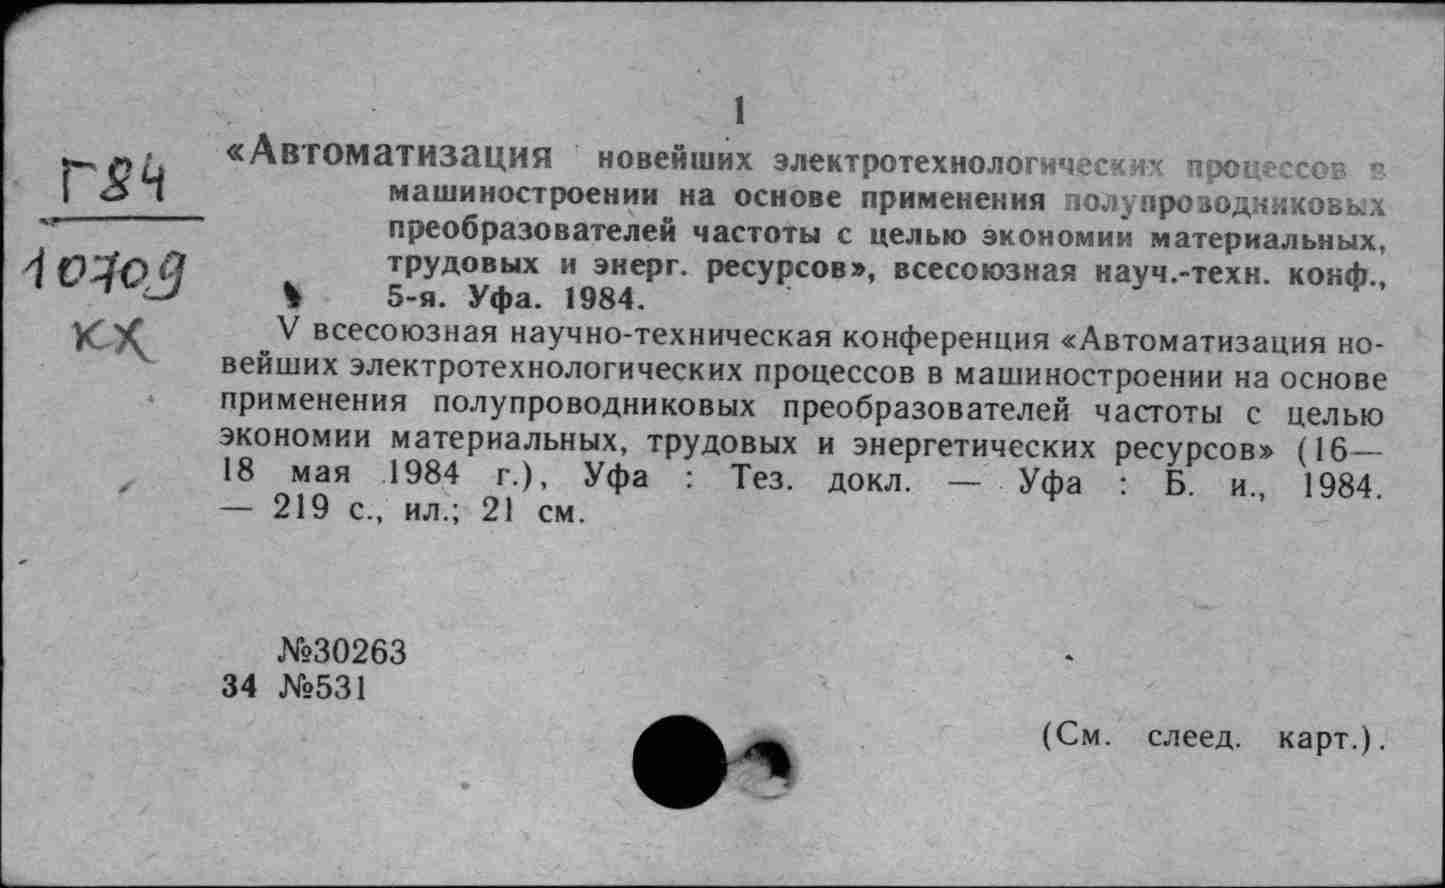 1
Г84
10709
КХ
«Автоматизация новейших электротехнологических процессов в
машиностроении на основе применения полупроводниковых
преобразователей частоты с целью экономии материальных,
трудовых и энерг. ресурсов», всесоюзная науч.-техн. конф.,
5-я. Уфа. 1984.
V всесоюзная научно-техническая конференция «Автоматизация но-
вейших электротехнологических процессов в машиностроении на основе
применения полупроводниковых преобразователей частоты с целью
экономии материальных, трудовых и энергетических ресурсов» (16—
18 мая 1984 г.), Уфа : Тез. докл. — Уфа : Б. и., 1984.
— 219 с., ил.; 21 см.
№30263
34 №531
(См. слеед. карт.).